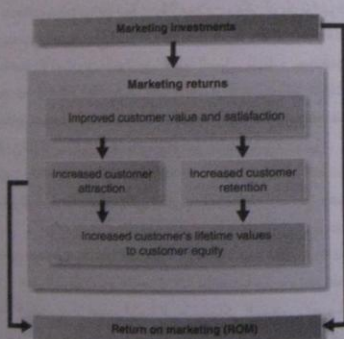 Marketing investments
Marketing returns
Improved customer value and satisfaction
Increased customer
attraction
Increased customer
retention
Increased customer's lifetime values
to customer equity
Return on marketing (ROM)